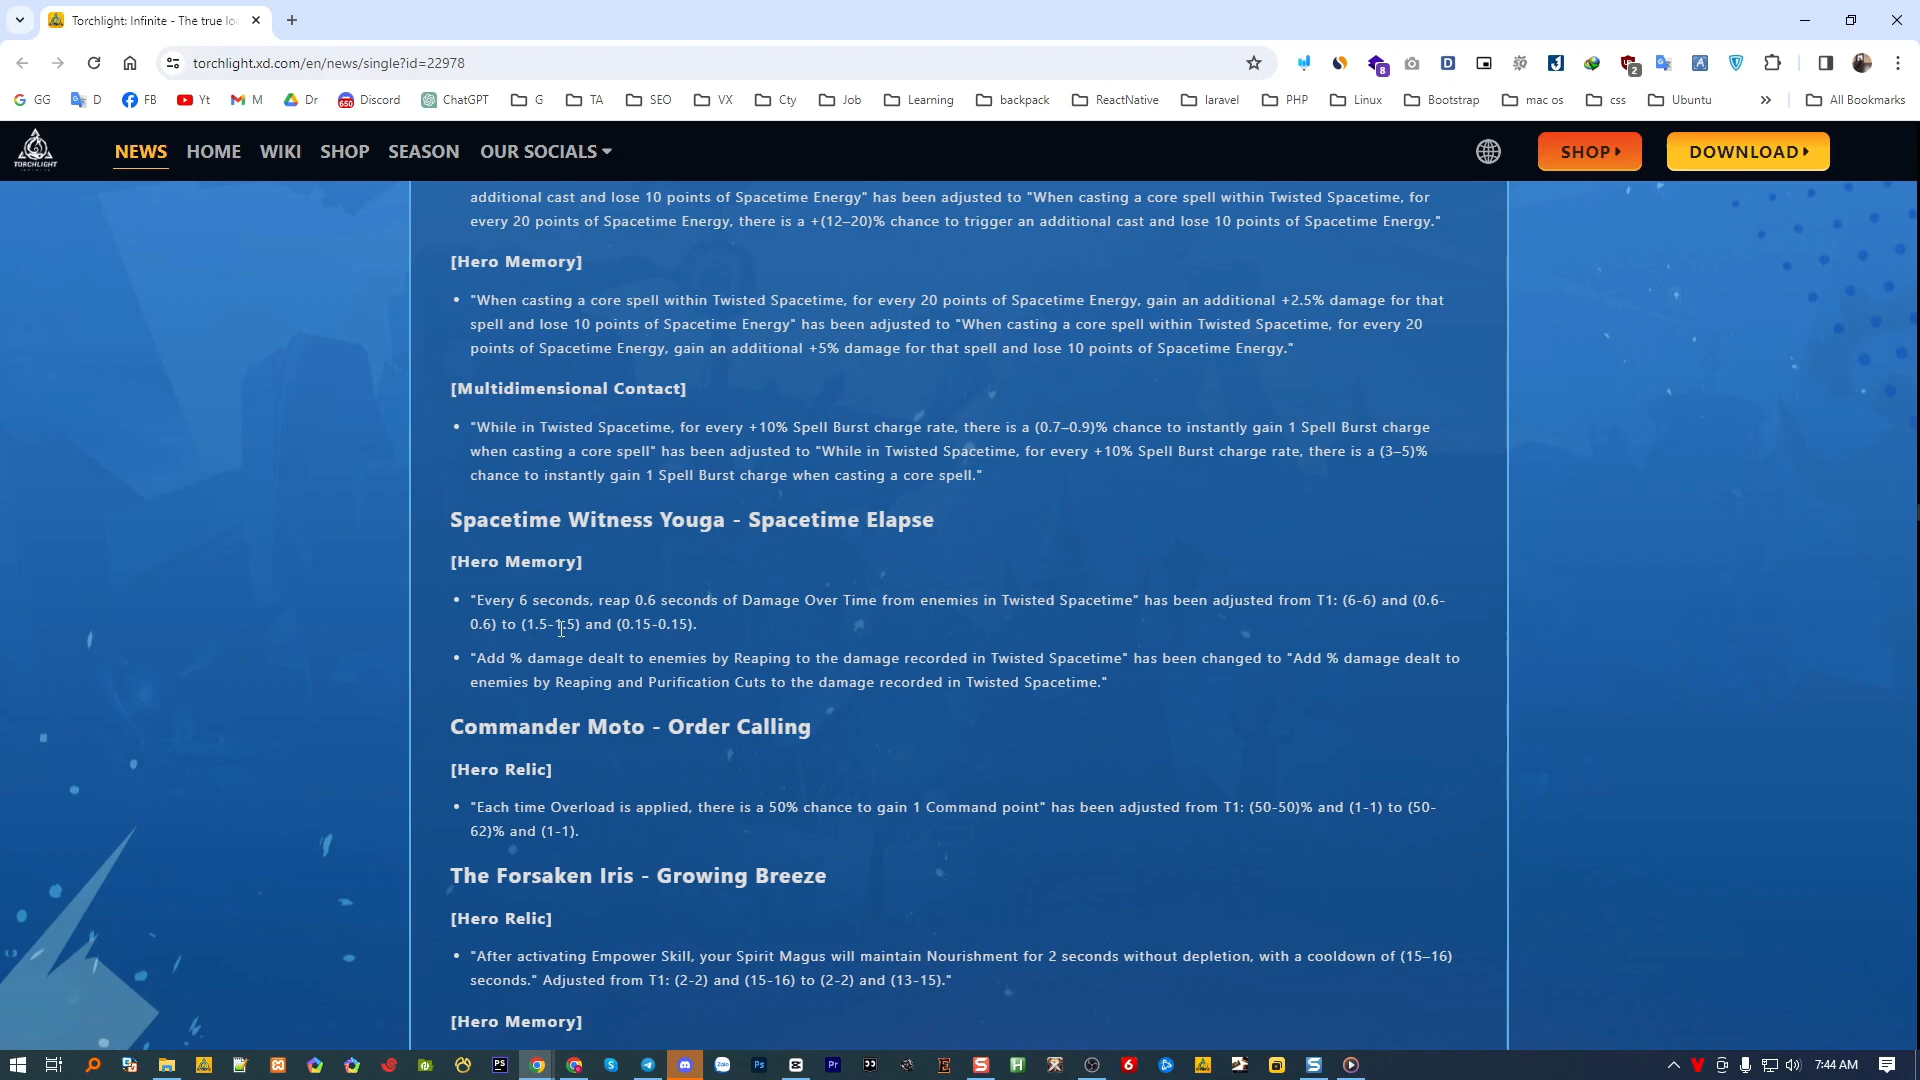 Torchlight: Infinite - The true lo
torchlight.xd.com/en/news/single?id=22978
8
2
GG
D
FB
Yt
M
Dr
Discord
ChatGPT
G
TA
SEO
VX
Cty
Job
Learning
backpack
ReactNative
laravel
PHP
Linux
Bootstrap
mac os
css
Ubuntu
All Bookmarks
TORCHLIGHT
INFINITE
NEWS
HOME
WIKI
SHOP
SEASON
OUR SOCIALS
SHOP
DOWNLOAD
additional cast and lose 10 points of Spacetime Energy" has been adjusted to "When casting a core spell within Twisted Spacetime, for
every 20 points of Spacetime Energy, there is a +(12–20)% chance to trigger an additional cast and lose 10 points of Spacetime Energy."
[Hero Memory]
• "When casting a core spell within Twisted Spacetime, for every 20 points of Spacetime Energy, gain an additional +2.5% damage for that
spell and lose 10 points of Spacetime Energy" has been adjusted to "When casting a core spell within Twisted Spacetime, for every 20
points of Spacetime Energy, gain an additional +5% damage for that spell and lose 10 points of Spacetime Energy."
[Multidimensional Contact]
• "While in Twisted Spacetime, for every +10% Spell Burst charge rate, there is a (0.7–0.9)% chance to instantly gain 1 Spell Burst charge
when casting a core spell" has been adjusted to "While in Twisted Spacetime, for every +10% Spell Burst charge rate, there is a (3–5)%
chance to instantly gain 1 Spell Burst charge when casting a core spell."
Spacetime Witness Youga - Spacetime Elapse
[Hero Memory]
• "Every 6 seconds, reap 0.6 seconds of Damage Over Time from enemies in Twisted Spacetime" has been adjusted from T1: (6-6) and (0.6-
0.6) to (1.5-1.5) and (0.15-0.15).
• "Add % damage dealt to enemies by Reaping to the damage recorded in Twisted Spacetime" has been changed to "Add % damage dealt to
enemies by Reaping and Purification Cuts to the damage recorded in Twisted Spacetime."
Commander Moto - Order Calling
[Hero Relic]
• "Each time Overload is applied, there is a 50% chance to gain 1 Command point" has been adjusted from T1: (50-50)% and (1-1) to (50-
62)% and (1-1).
The Forsaken Iris - Growing Breeze
[Hero Relic]
• "After activating Empower Skill, your Spirit Magus will maintain Nourishment for 2 seconds without depletion, with a cooldown of (15–16)
seconds." Adjusted from T1: (2-2) and (15-16) to (2-2) and (13-15)."
[Hero Memory]
7:44 AM